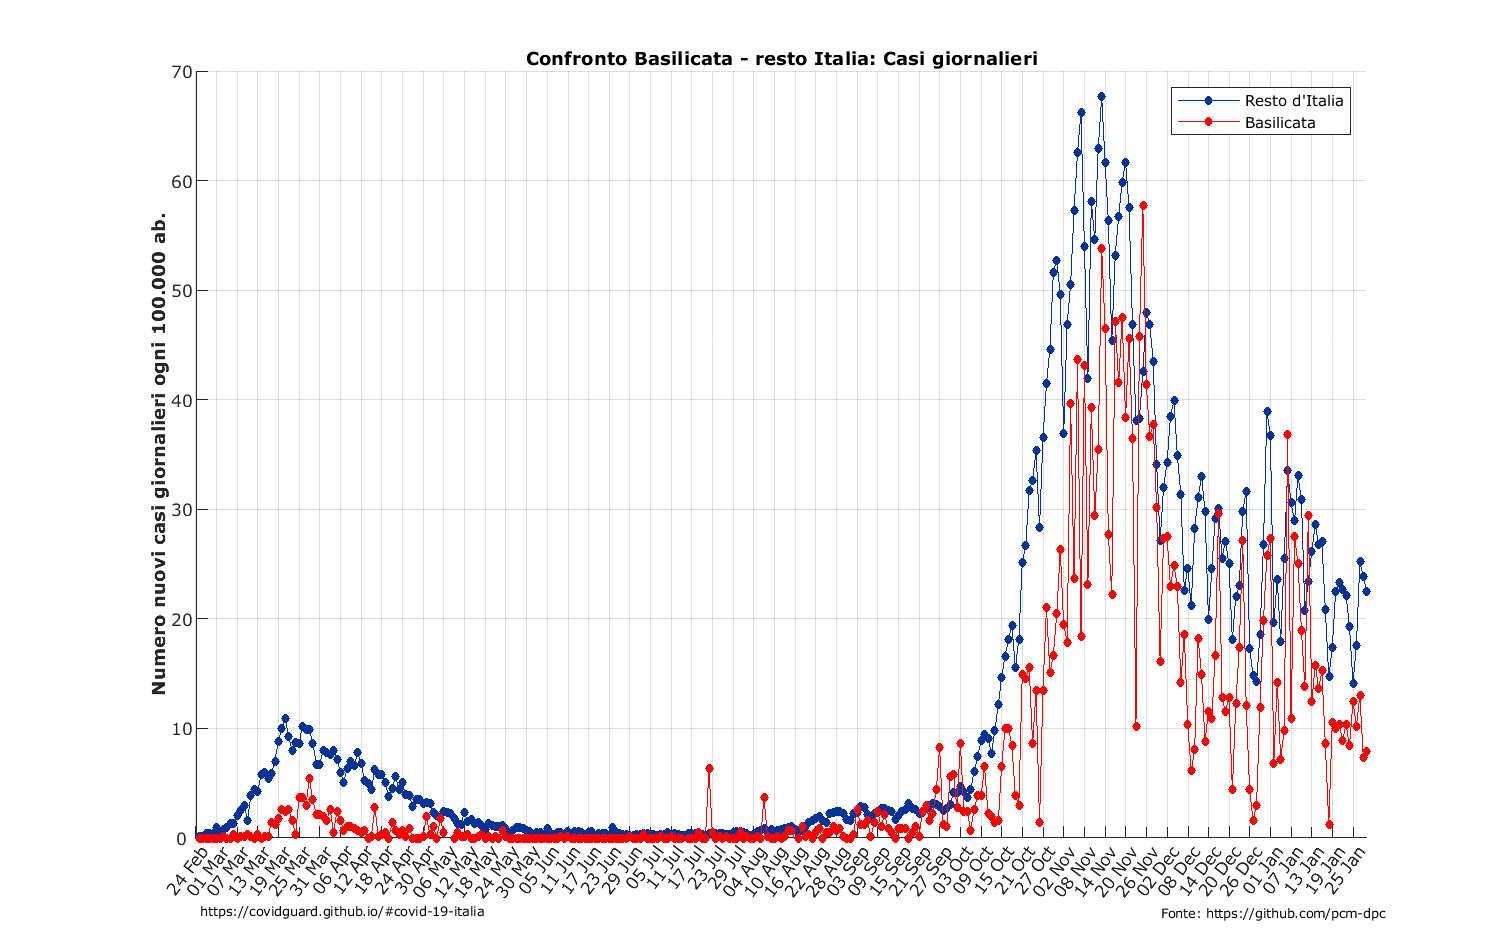 Confronto Basilicata - resto Italia: Casi giornalieri
Numero nuovi casi giornalieri ogni 100.000 ab.
70
60
50
40
30
20
10
0
Resto d'Italia
Basilicata
24 Feb
01 Mar
07 Mar
13 Mar
19 Mar
25 Mar
31 Mar
06 Apr
12 Apr
18 Apr
24 Apr
30 Apr
06 May
12 May
18 May
24 May
30 May
05 Jun
11 Jun
17 Jun
23 Jun
29 Jun
05 Jul
11 Jul
17 Jul
23 Jul
29 Jul
04 Aug
10 Aug
16 Aug
22 Aug
28 Aug
03 Sep
09 Sep
15 Sep
21 Sep
27 Sep
03 Oct
09 Oct
15 Oct
21 Oct
27 Oct
02 Nov
08 Nov
14 Nov
20 Nov
26 Nov
02 Dec
08 Dec
14 Dec
20 Dec
26 Dec
01 Jan
07 Jan
13 Jan
19 Jan
25 Jan
https://covidguard.github.io/#covid-19-italia
Fonte: https://github.com/pcm-dpc